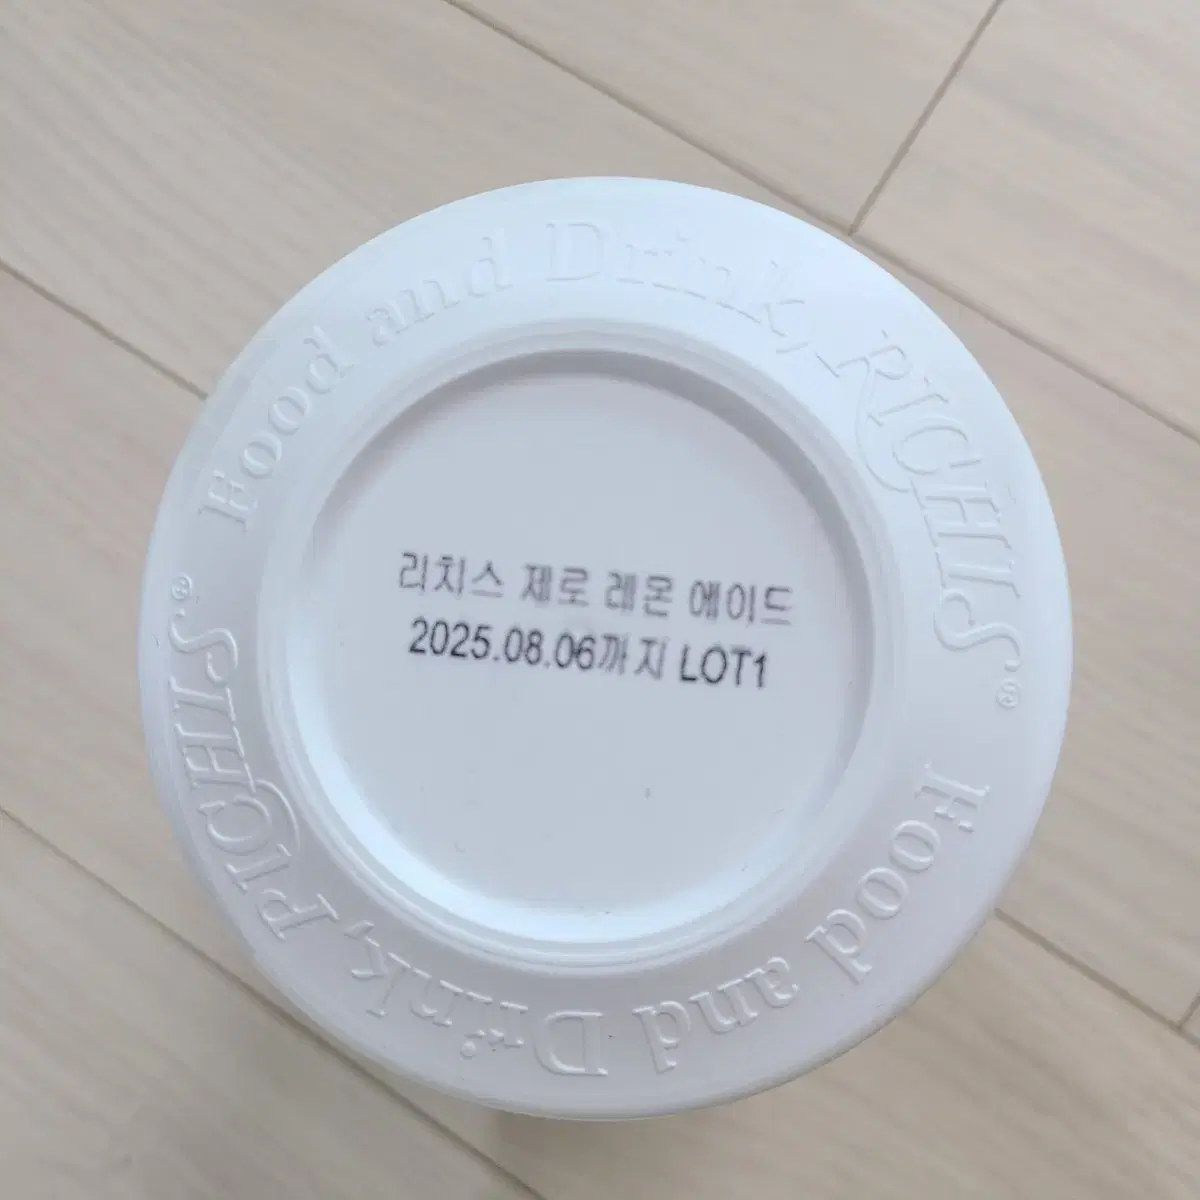 Food and Drink, RICHIS®
Food and Drink, RICHIS®
리치스 제로 레몬 에이드
2025.08.06까지 LOT1